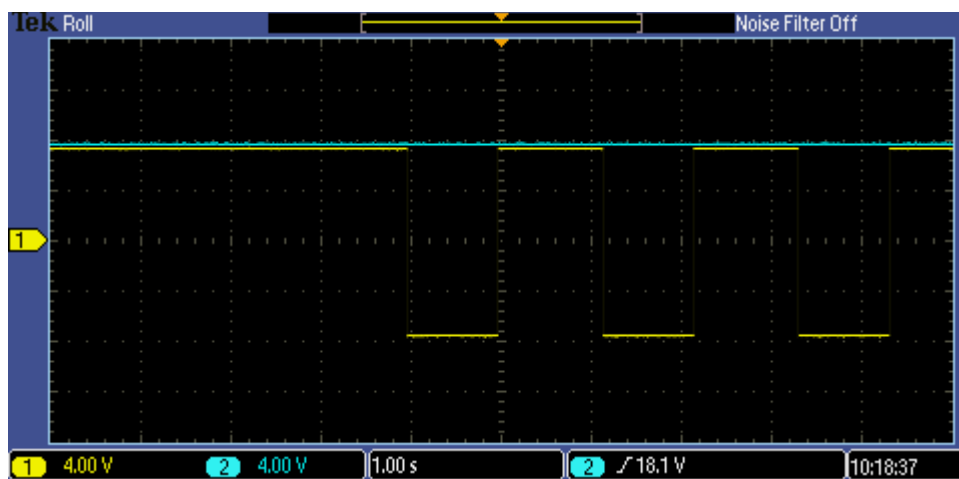 Tek Roll Noise Filter Off
1
1 4.00 V 2 4.00 V 1.00 s 2 18.1 V 10:18:37